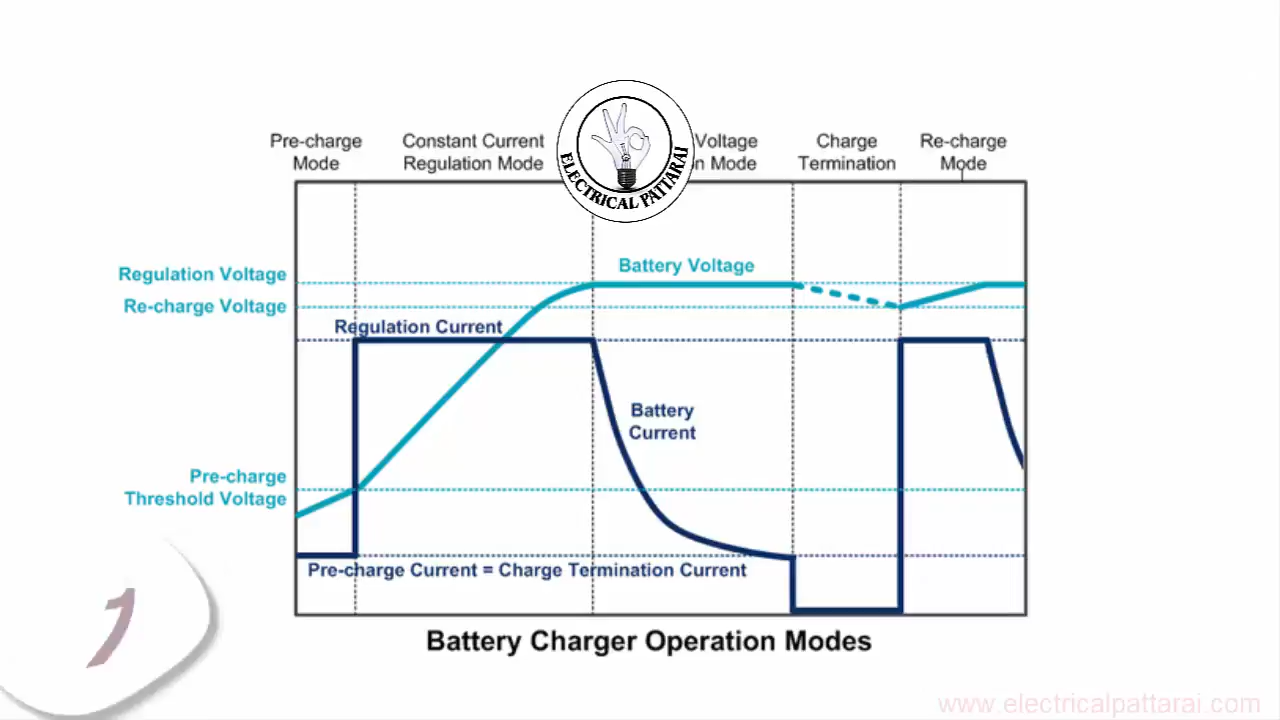 Pre-charge
Mode
Constant Current
Regulation Mode
ELECTRICAL PATTARAI
Voltage
Mode
Charge
Termination
Re-charge
Mode
Regulation Voltage
Re-charge Voltage
Battery Voltage
Regulation Current
Battery
Current
Pre-charge
Threshold Voltage
Pre-charge Current = Charge Termination Current
Battery Charger Operation Modes
1
www.electricalpattarai.com